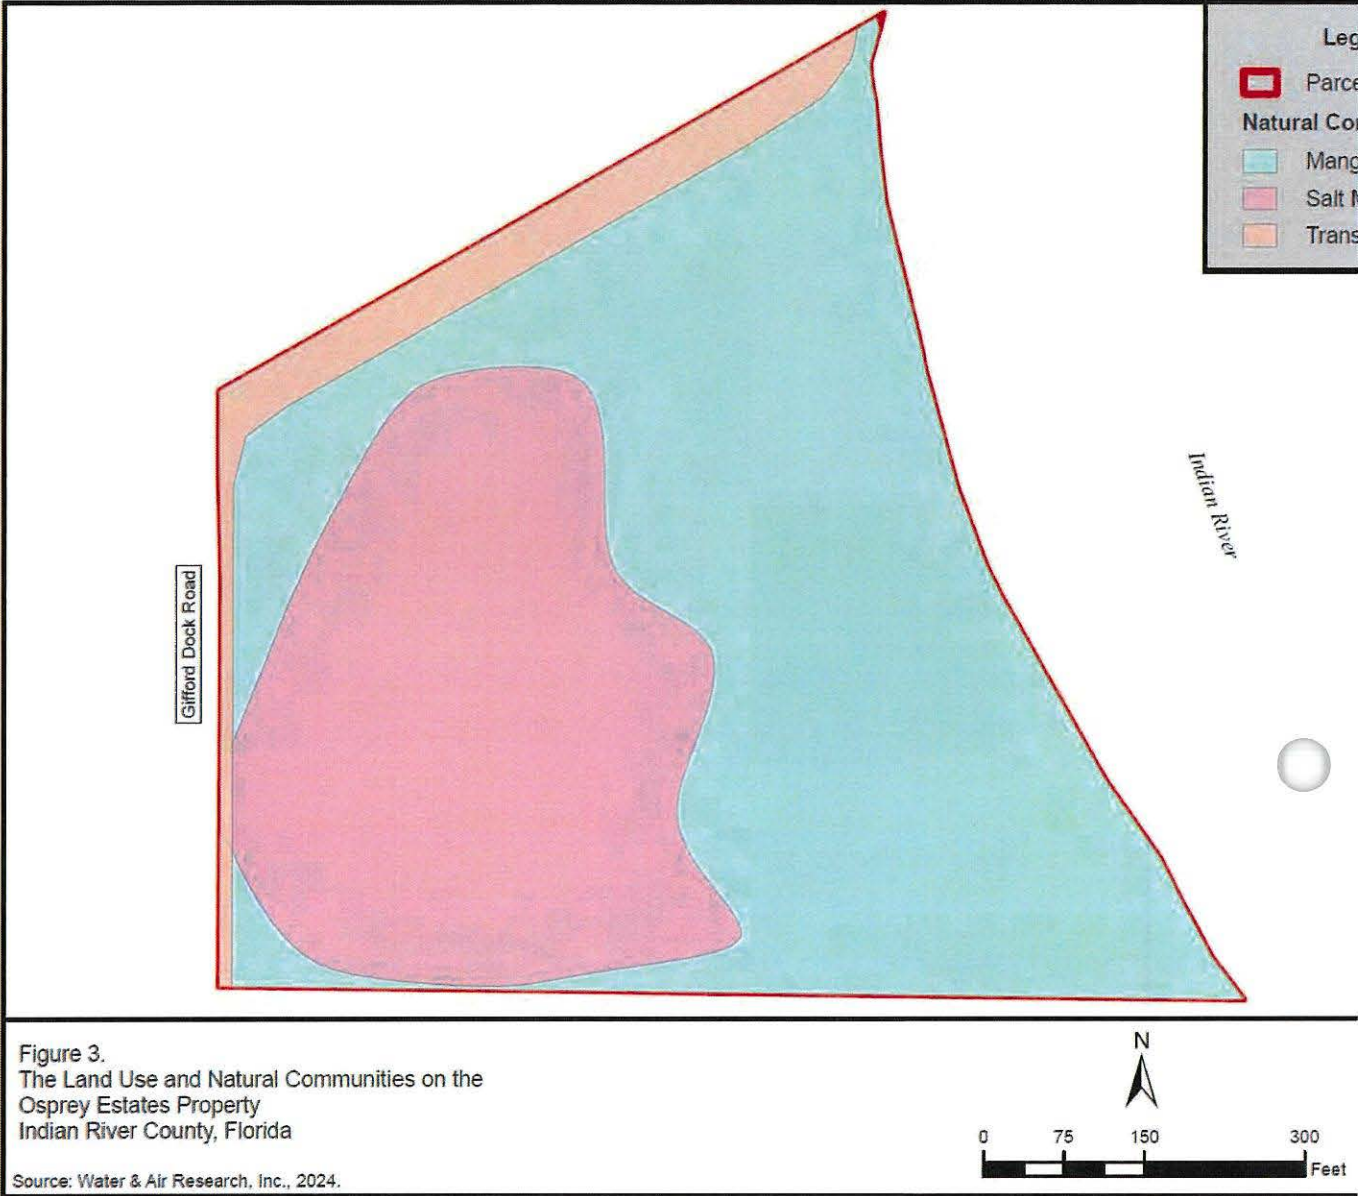 Leg
Parce
Natural Cor
Mang
Salt M
Trans
Indian River
Gifford Dock Road
Figure 3.
The Land Use and Natural Communities on the
Osprey Estates Property
Indian River County, Florida
Source: Water & Air Research, Inc., 2024.
N
0 75 150 300
Feet